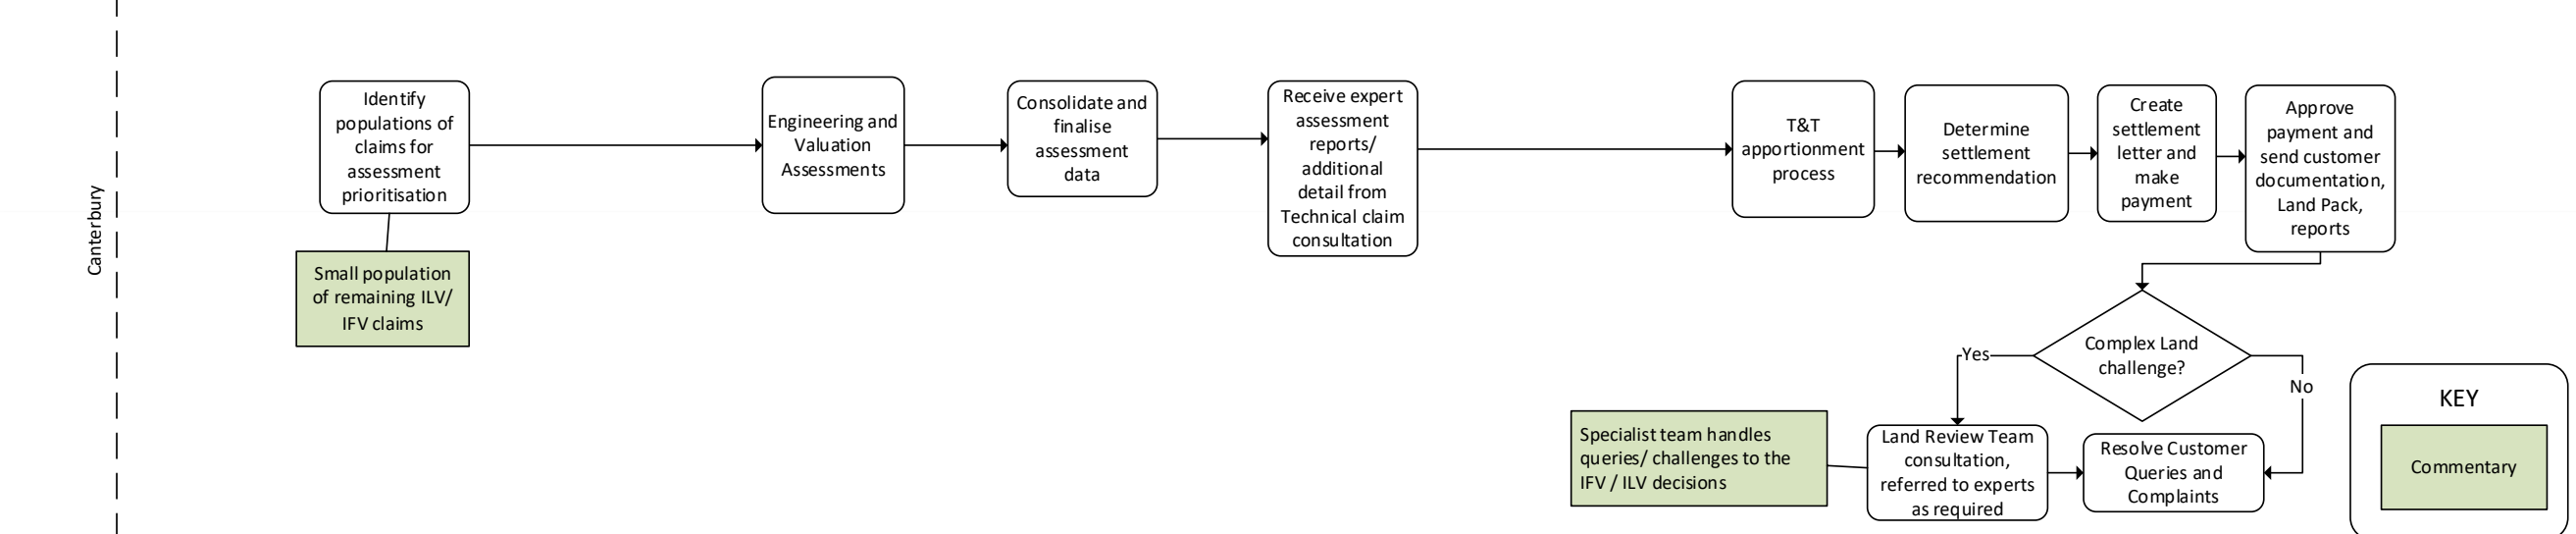 Canterbury
Identify
populations of
claims for
assessment
prioritisation
Small population
of remaining ILV/
IFV claims
Engineering and
Valuation
Assessments
Consolidate and
finalise
assessment
data
Receive expert
assessment
reports/
additional
detail from
Technical claim
consultation
T&T
apportionment
process
Determine
settlement
recommendation
Create
settlement
letter and
make
payment
Approve
payment and
send customer
documentation,
Land Pack,
reports
Complex Land
challenge?
Yes
No
Specialist team handles
queries/ challenges to the
IFV / ILV decisions
Land Review Team
consultation,
referred to experts
as required
Resolve Customer
Queries and
Complaints
KEY
Commentary